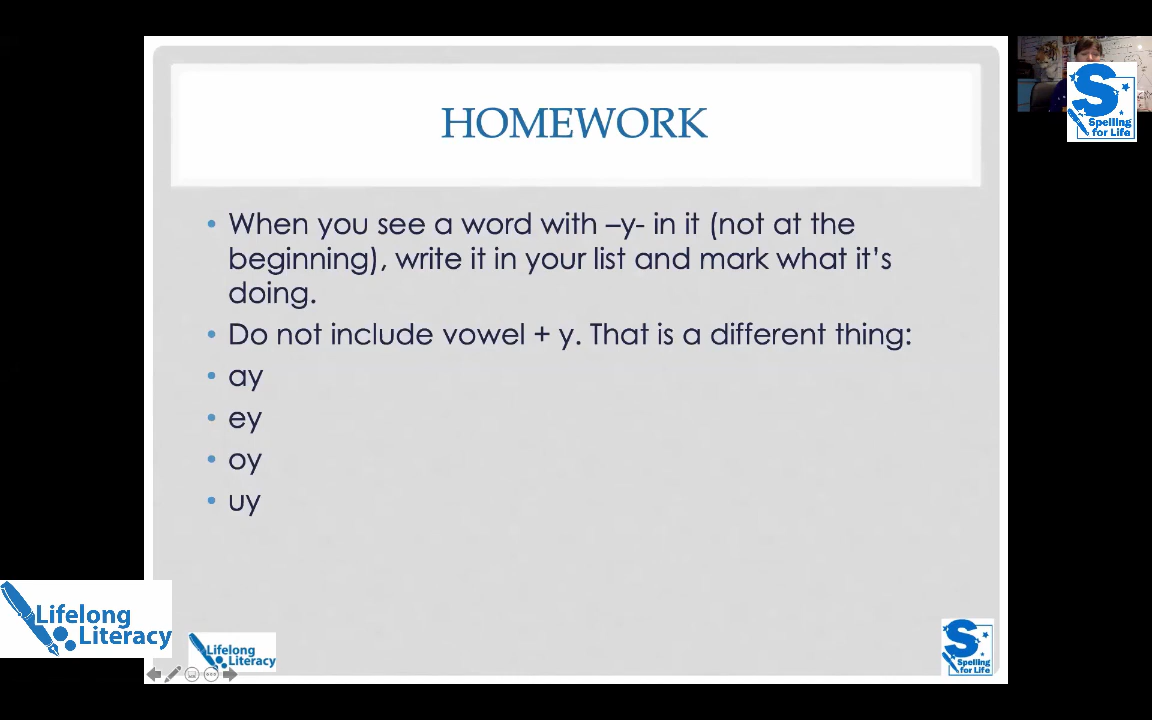 HOMEWORK
• When you see a word with –y- in it (not at the
beginning), write it in your list and mark what it’s
doing.
• Do not include vowel + y. That is a different thing:
• ay
• ey
• oy
• uy
S
Spelling
for Life
Lifelong
Literacy
Lifelong
Literacy
S
Spelling
for Life